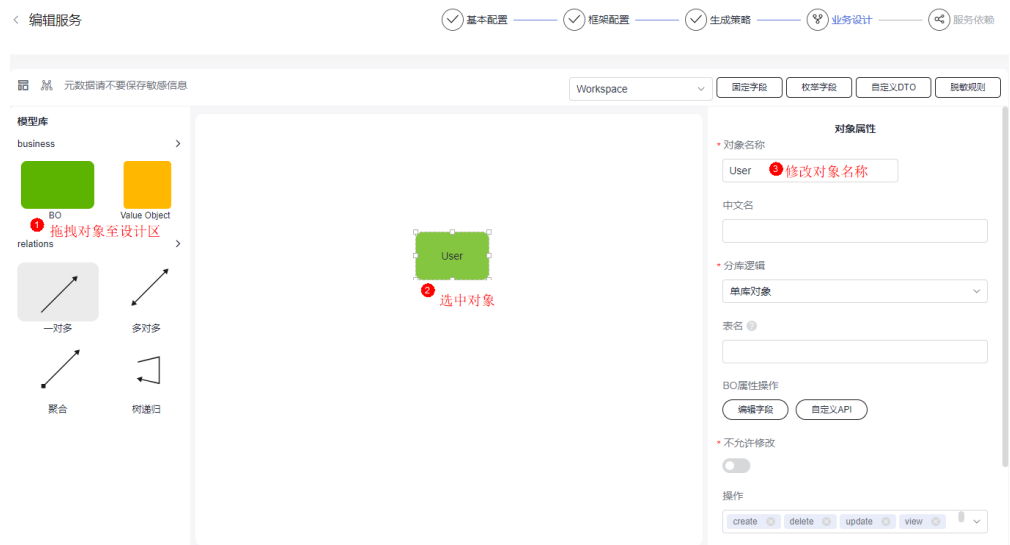 编辑服务
基本配置
框架配置
生成策略
业务设计
服务依赖
元数据请不要保存敏感信息
Workspace
固定字段
枚举字段
自定义DTO
脱敏规则
模型库
business
BO
Value Object
1 拖拽对象至设计区
relations
一对多
多对多
聚合
树递归
User
2 选中对象
对象属性
* 对象名称
User
3 修改对象名称
中文名
* 分库逻辑
单库对象
表名
BO属性操作
编辑字段
自定义API
* 不允许修改
操作
create
delete
update
view